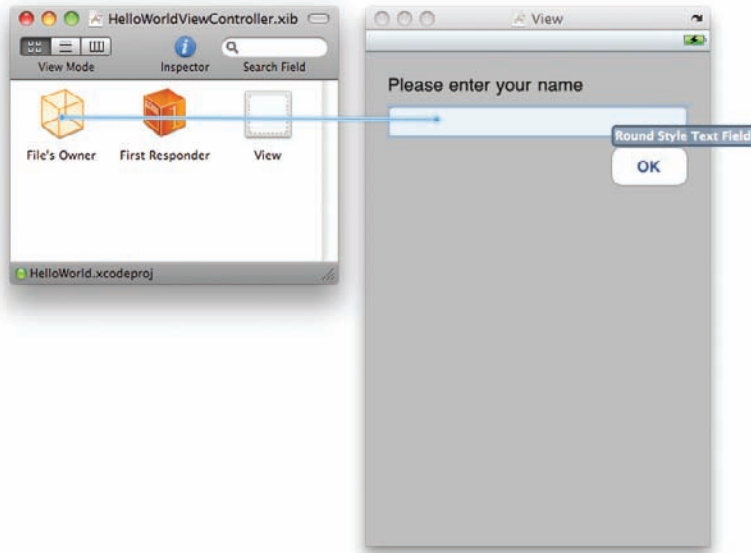 HelloWorldViewController.xib
View Mode
Inspector
Search Field
File's Owner
First Responder
View
HelloWorld.xcodeproj
View
Please enter your name
Round Style Text Field
OK